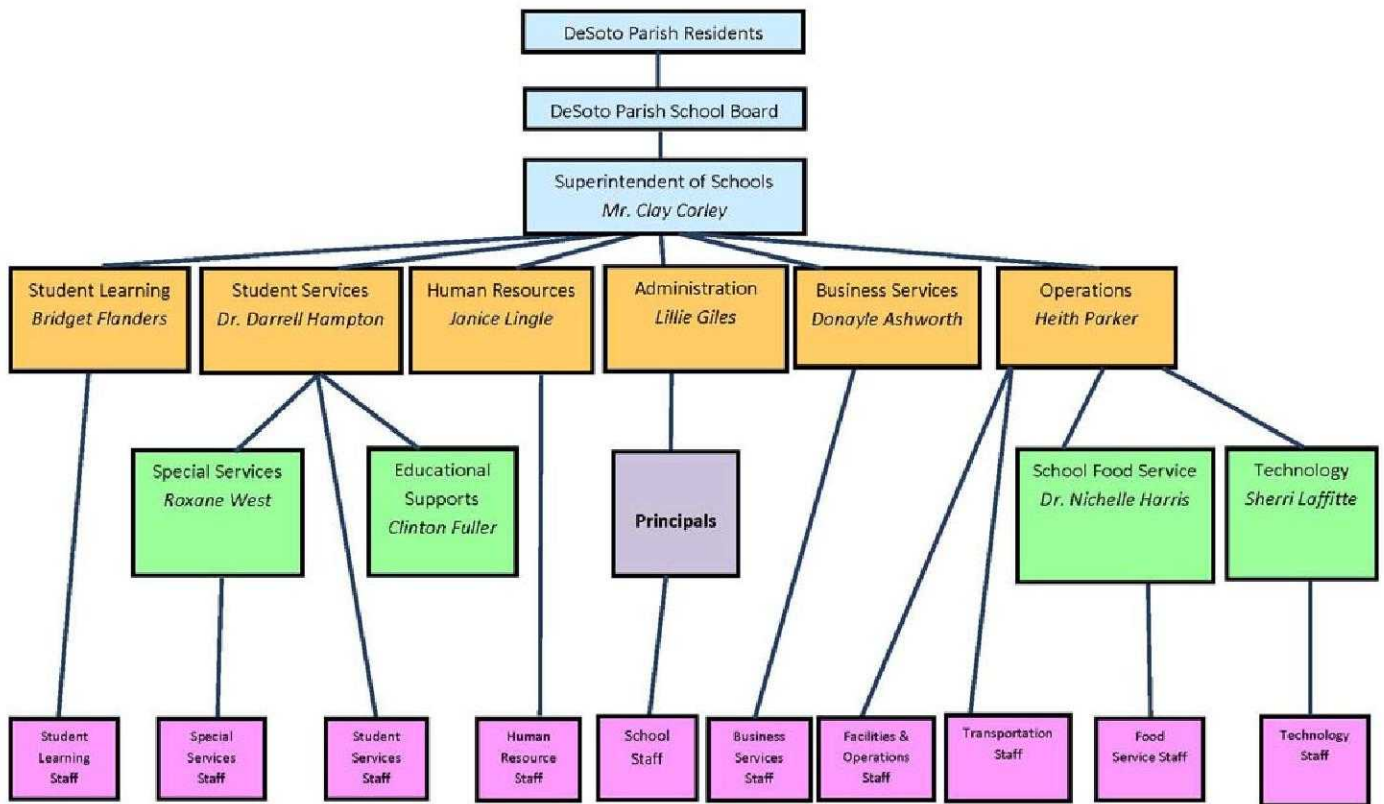 DeSoto Parish Residents
DeSoto Parish School Board
Superintendent of Schools
Mr. Clay Corley
Student Learning
Bridget Flanders
Student Services
Dr. Darrell Hampton
Human Resources
Janice Lingle
Administration
Lillie Giles
Business Services
Donayle Ashworth
Operations
Heith Parker
Special Services
Roxane West
Educational
Supports
Clinton Fuller
Principals
School Food Service
Dr. Nichelle Harris
Technology
Sherri Laffitte
Student
Learning
Staff
Special
Services
Staff
Student
Services
Staff
Human
Resource Staff
School
Staff
Business
Services
Staff
Facilities &
Operations
Staff
Transportation
Staff
Food
Service Staff
Technology
Staff